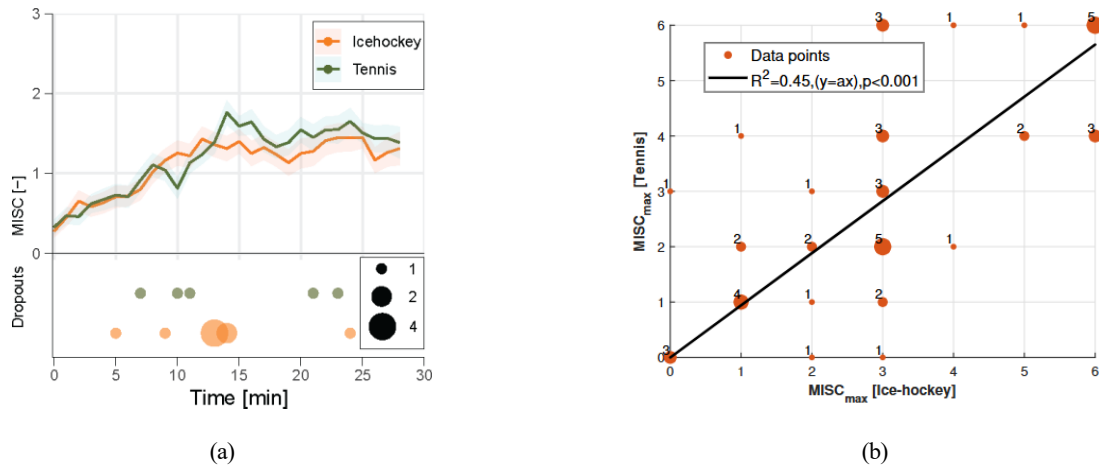 3
2
1
0
MISC [–]
Icehockey
Tennis
Dropouts
1
2
4
0 5 10 15 20 25 30
Time [min]
(a)
6
5
4
3
2
1
0
MISCmax [Tennis]
Data points
R²=0.45,(y=ax),p<0.001
3 1 1 5
1 3 2 3
1 1 3
2 2 5 1
4 1 2
3 1 1
0 1 2 3 4 5 6
MISCmax [Ice-hockey]
(b)